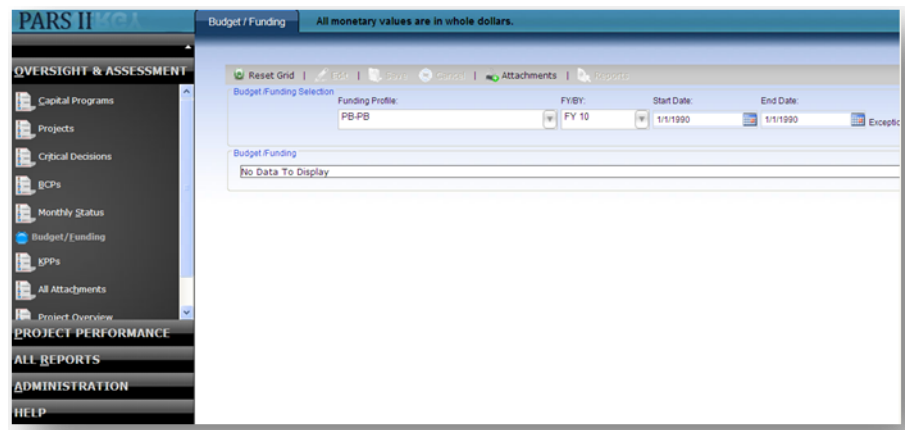 PARS II
Budget / Funding
All monetary values are in whole dollars.
OVERSIGHT & ASSESSMENT
Capital Programs
Projects
Critical Decisions
BCPs
Monthly Status
Budget/Funding
KPPs
All Attachments
Project Overview
PROJECT PERFORMANCE
ALL REPORTS
ADMINISTRATION
HELP
Reset Grid | Edit | Save Cancel | Attachments | Reports
Budget/Funding Selection
Funding Profile: FY/BY: Start Date: End Date:
PB-PB FY 10 1/1/1990 1/1/1990 Exceptio
Budget/Funding
No Data To Display